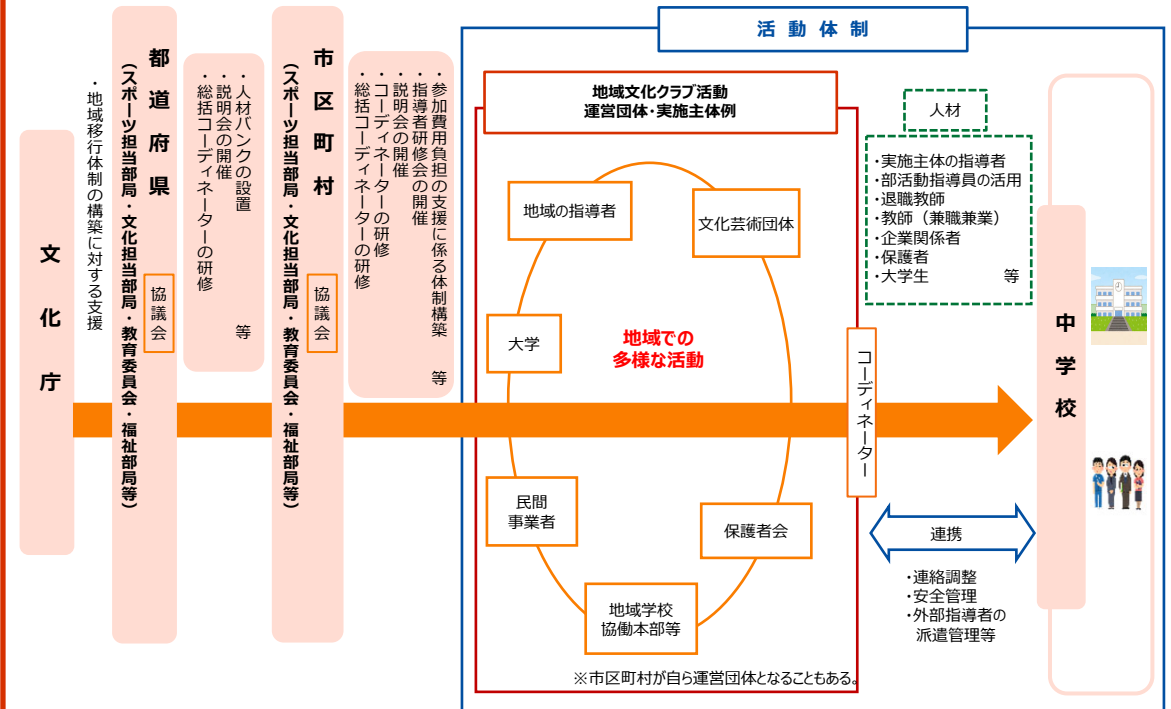 文化庁
・地域移行体制の構築に対する支援
都道府県
(スポーツ担当部局・文化担当部局・教育委員会・福祉部局等)
協議会
・人材バンクの設置
・説明会の開催
・総括コーディネーターの研修
等
市区町村
(スポーツ担当部局・文化担当部局・教育委員会・福祉部局等)
協議会
・参加費用負担の支援に係る体制構築
・指導者研修会の開催
・説明会の開催
・コーディネーターの研修
・総括コーディネーターの研修
等
活動体制
地域文化クラブ活動
運営団体・実施主体例
地域の指導者
文化芸術団体
大学
地域での
多様な活動
民間
事業者
保護者会
地域学校
協働本部等
※市区町村が自ら運営団体となることもある。
コーディネーター
人材
・実施主体の指導者
・部活動指導員の活用
・退職教師
・教師（兼職兼業）
・企業関係者
・保護者
・大学生　等
連携
・連絡調整
・安全管理
・外部指導者の
派遣管理等
中学校